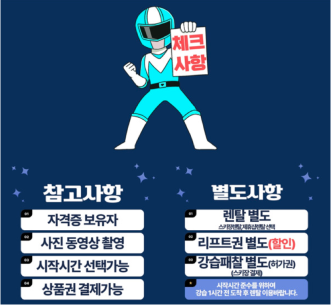 체크
사항
참고사항
01 자격증 보유자
02 사진 동영상 촬영
03 시작시간 선택가능
04 상품권 결제가능
별도사항
01 렌탈 별도
스키장렌탈,제휴샵렌탈 선택
02 리프트권 별도(할인)
03 강습패찰 별도(허가권)
(스키장 결제)
시작시간 준수를 위하여
강습 1시간 전 도착 후 렌탈 이용바랍니다.